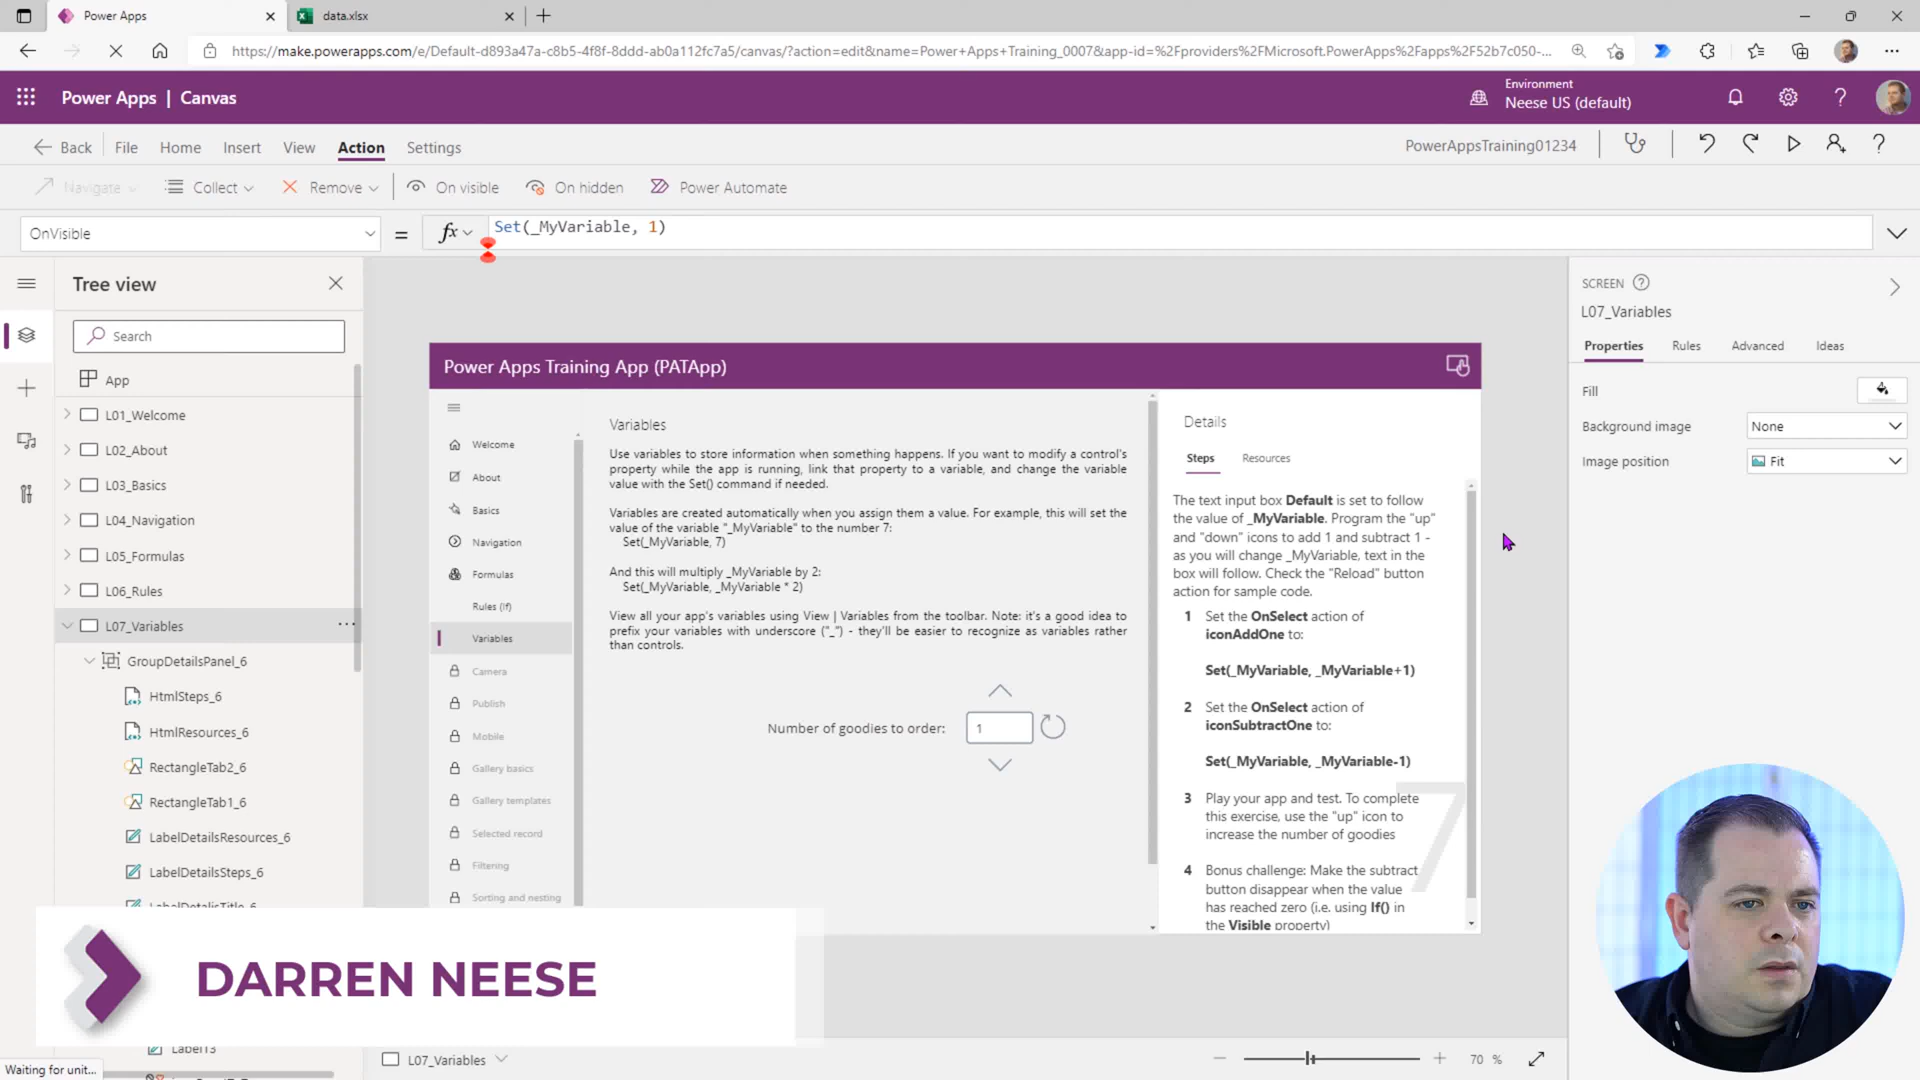 Power Apps
data.xlsx
https://make.powerapps.com/e/Default-d893a47a-c8b5-4f8f-8ddd-ab0a112fc7a5/canvas/?action=edit&name=Power+Apps+Training_0007&app-id=%2Fproviders%2FMicrosoft.PowerApps%2Fapps%2F52b7c050-...
Power Apps | Canvas
Environment
Neese US (default)
Back
File
Home
Insert
View
Action
Settings
PowerAppsTraining01234
Navigate
Collect
Remove
On visible
On hidden
Power Automate
OnVisible
=
fx
Set(_MyVariable, 1)
Tree view
Search
App
L01_Welcome
L02_About
L03_Basics
L04_Navigation
L05_Formulas
L06_Rules
L07_Variables
GroupDetailsPanel_6
HtmlSteps_6
HtmlResources_6
RectangleTab2_6
RectangleTab1_6
LabelDetailsResources_6
LabelDetailsSteps_6
LabelDetailsTitle_6
Label13
Waiting for unit...
Power Apps Training App (PATApp)
Welcome
About
Basics
Navigation
Formulas
Rules (If)
Variables
Camera
Publish
Mobile
Gallery basics
Gallery templates
Selected record
Filtering
Sorting and nesting
Variables
Use variables to store information when something happens. If you want to modify a control's
property while the app is running, link that property to a variable, and change the variable
value with the Set() command if needed.
Variables are created automatically when you assign them a value. For example, this will set the
value of the variable "_MyVariable" to the number 7:
Set(_MyVariable, 7)
And this will multiply _MyVariable by 2:
Set(_MyVariable, _MyVariable * 2)
View all your app's variables using View | Variables from the toolbar. Note: it's a good idea to
prefix your variables with underscore ("_") - they'll be easier to recognize as variables rather
than controls.
Number of goodies to order:
1
Details
Steps
Resources
The text input box Default is set to follow
the value of _MyVariable. Program the "up"
and "down" icons to add 1 and subtract 1 -
as you will change _MyVariable, text in the
box will follow. Check the "Reload" button
action for sample code.
1 Set the OnSelect action of
iconAddOne to:
Set(_MyVariable, _MyVariable+1)
2 Set the OnSelect action of
iconSubtractOne to:
Set(_MyVariable, _MyVariable-1)
3 Play your app and test. To complete
this exercise, use the "up" icon to
increase the number of goodies
4 Bonus challenge: Make the subtract
button disappear when the value
has reached zero (i.e. using If() in
the Visible property)
7
SCREEN
L07_Variables
Properties
Rules
Advanced
Ideas
Fill
Background image
None
Image position
Fit
DARREN NEESE
L07_Variables
70 %